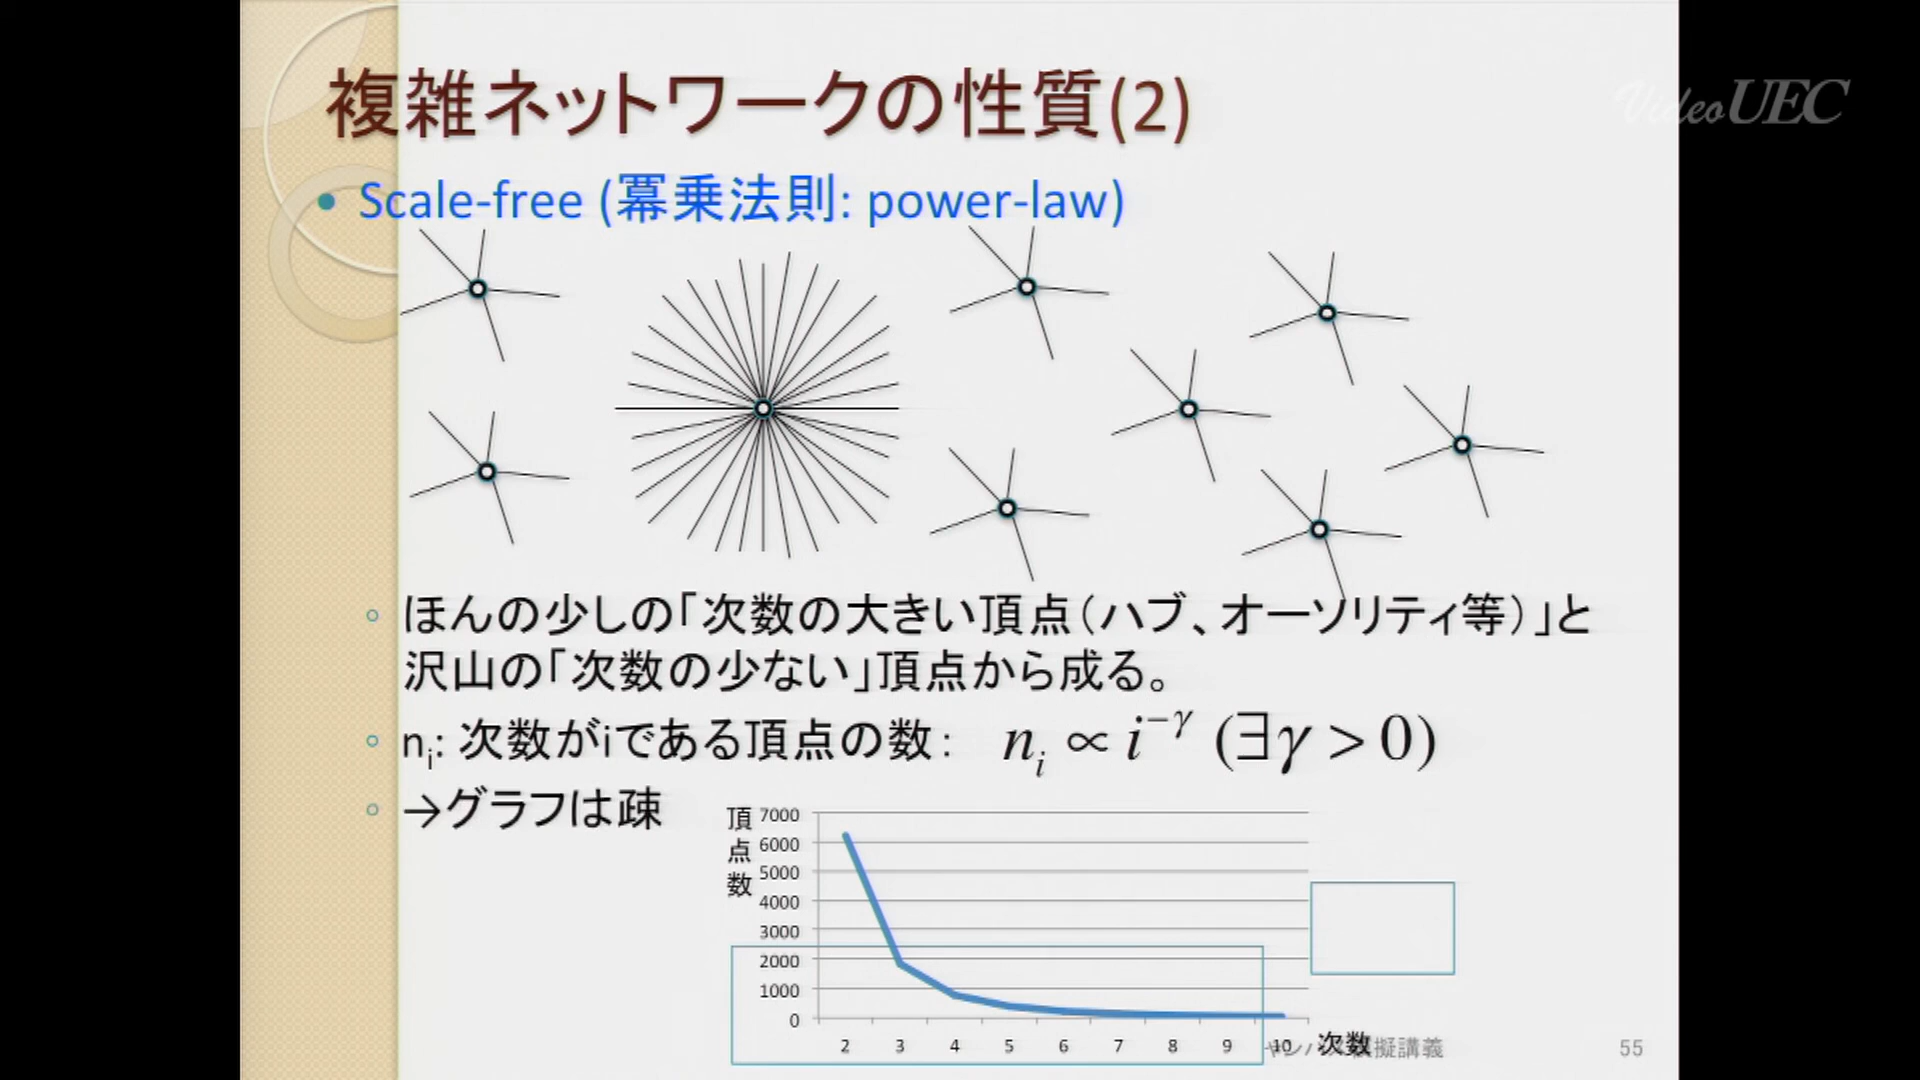 複雑ネットワークの性質(2)
VideoUEC
• Scale-free (冪乗法則: power-law)
ほんの少しの「次数の大きい頂点（ハブ、オーソリティ等）」と
沢山の「次数の少ない」頂点から成る。
nᵢ: 次数がiである頂点の数： nᵢ ∝ i^{-γ} (∃γ > 0)
→グラフは疎
頂点数
7000
6000
5000
4000
3000
2000
1000
0
2 3 4 5 6 7 8 9 10
次数
擬講義
55